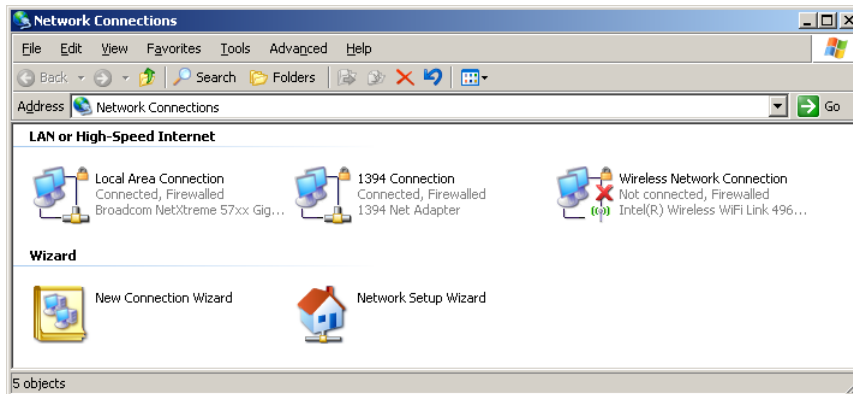 Network Connections
File Edit View Favorites Tools Advanced Help
Back Search Folders
Address Network Connections Go
LAN or High-Speed Internet
Local Area Connection
Connected, Firewalled
Broadcom NetXtreme 57xx Gig...
1394 Connection
Connected, Firewalled
1394 Net Adapter
Wireless Network Connection
Not connected, Firewalled
Intel(R) Wireless WiFi Link 496...
Wizard
New Connection Wizard
Network Setup Wizard
5 objects